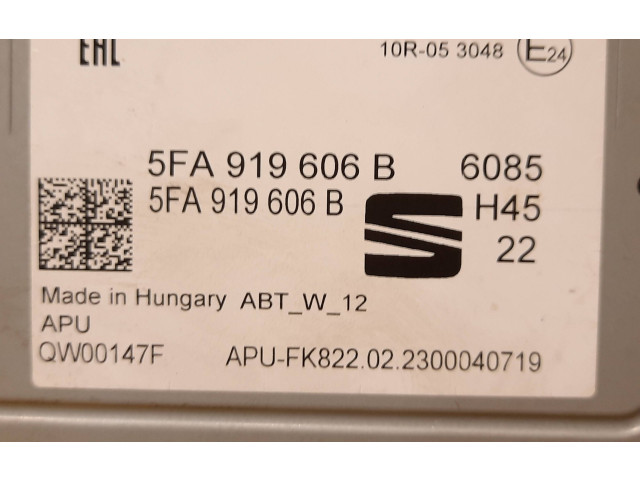 EAC
10R-05 3048 E24
5FA 919 606 B 6085
5FA 919 606 B H45
22
Made in Hungary ABT_W_12
APU
QW00147F APU-FK822.02.2300040719